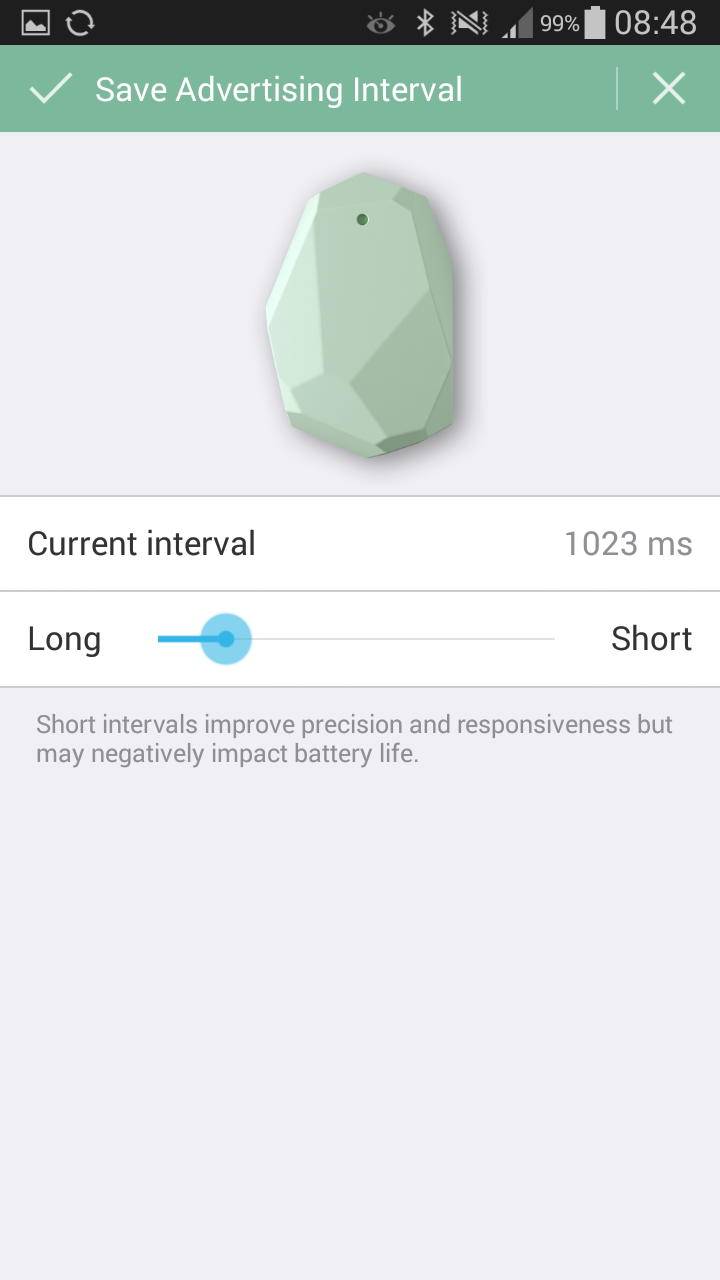 99% 08:48
Save Advertising Interval
Current interval 1023 ms
Long Short
Short intervals improve precision and responsiveness but
may negatively impact battery life.